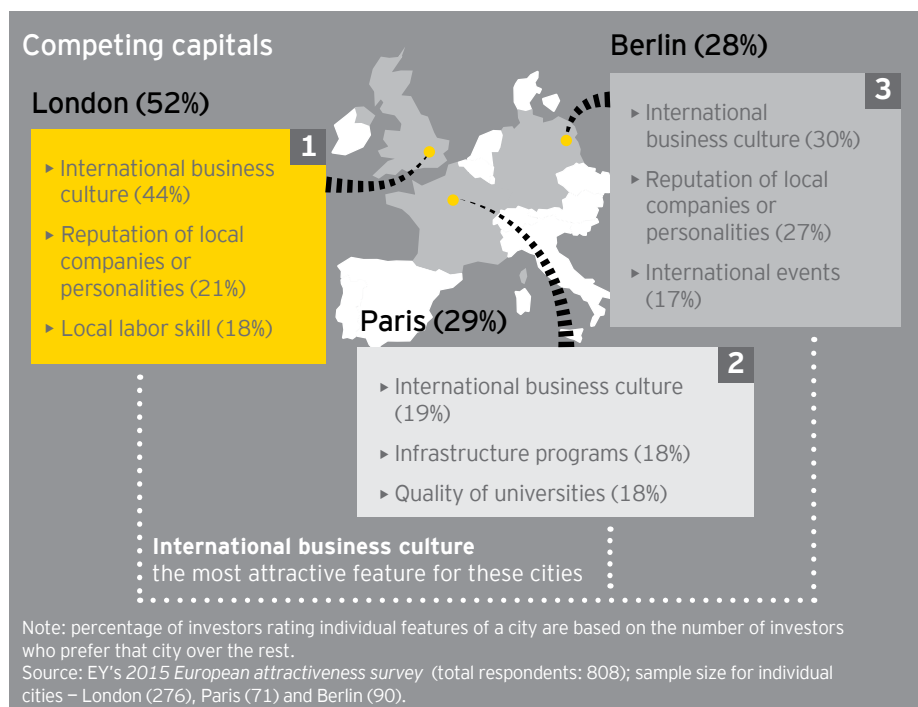 Competing capitals
London (52%)
1
▸ International business
culture (44%)
▸ Reputation of local
companies or
personalities (21%)
▸ Local labor skill (18%)
Paris (29%)
2
▸ International business culture
(19%)
▸ Infrastructure programs (18%)
▸ Quality of universities (18%)
Berlin (28%)
3
▸ International
business culture (30%)
▸ Reputation of local
companies or
personalities (27%)
▸ International events
(17%)
International business culture
the most attractive feature for these cities
Note: percentage of investors rating individual features of a city are based on the number of investors
who prefer that city over the rest.
Source: EY's 2015 European attractiveness survey (total respondents: 808); sample size for individual
cities – London (276), Paris (71) and Berlin (90).